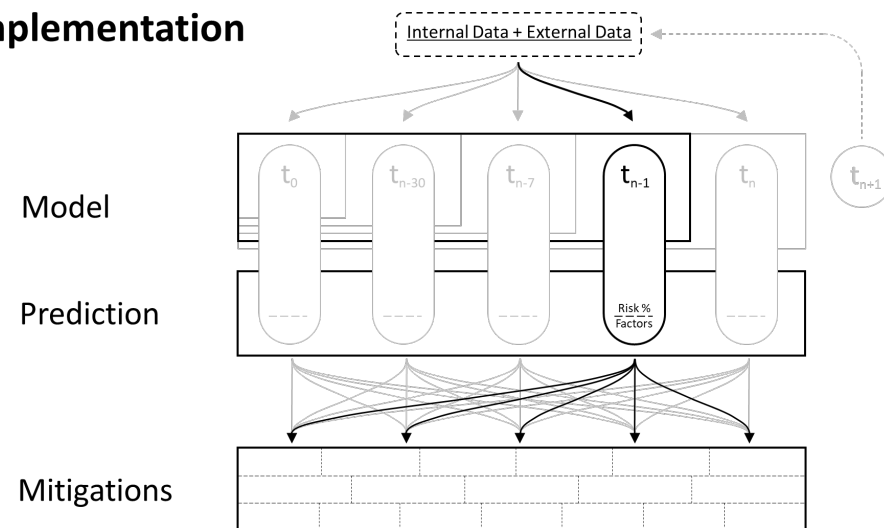 nplementation
Internal Data + External Data
t0
tn-30
tn-7
tn-1
tn
tn+1
Model
Prediction
Risk %
Factors
Mitigations